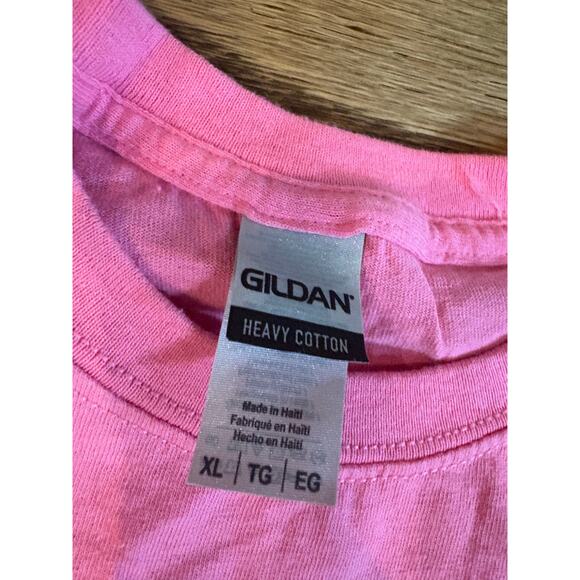 GILDAN
HEAVY COTTON
Made in Haiti
Fabriqué en Haïti
Hecho en Haití
XL | TG | EG